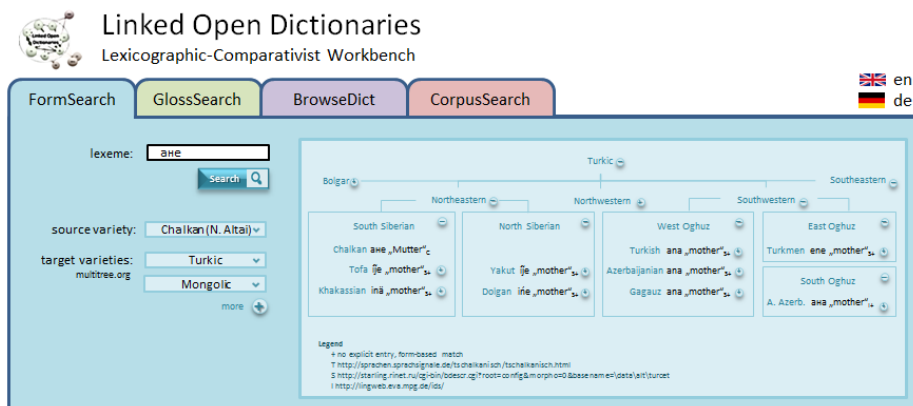 Linked Open Dictionaries
Lexicographic-Comparativist Workbench
en
de
FormSearch
GlossSearch
BrowseDict
CorpusSearch
lexeme:
ане
Search
source variety:
Chalkan (N. Altai)
target varieties:
multitree.org
Turkic
Mongolic
more
Turkic
Bolgar
Southeastern
Northeastern
Northwestern
Southwestern
South Siberian
Chalkan ане „Mutter“
Tofa
„mother“
Khakassian inä „mother“
North Siberian
Yakut
„mother“
Dolgan
„mother“
West Oghuz
Turkish ana „mother“
Azerbaijanian ana „mother“
Gagauz ana „mother“
East Oghuz
Turkmen ene „mother“
South Oghuz
A. Azerb. ана „mother“
Legend
+ no explicit entry, form-based match
T http://sprachen.sprachsignale.de/tschalkanisch/tschalkanisch.html
S http://starling.rinet.ru/cgi-bin/bdescr.cgi?root=config&morpho=0&basename=\data\alt\turcet
I http://lingweb.eva.mpg.de/ids/